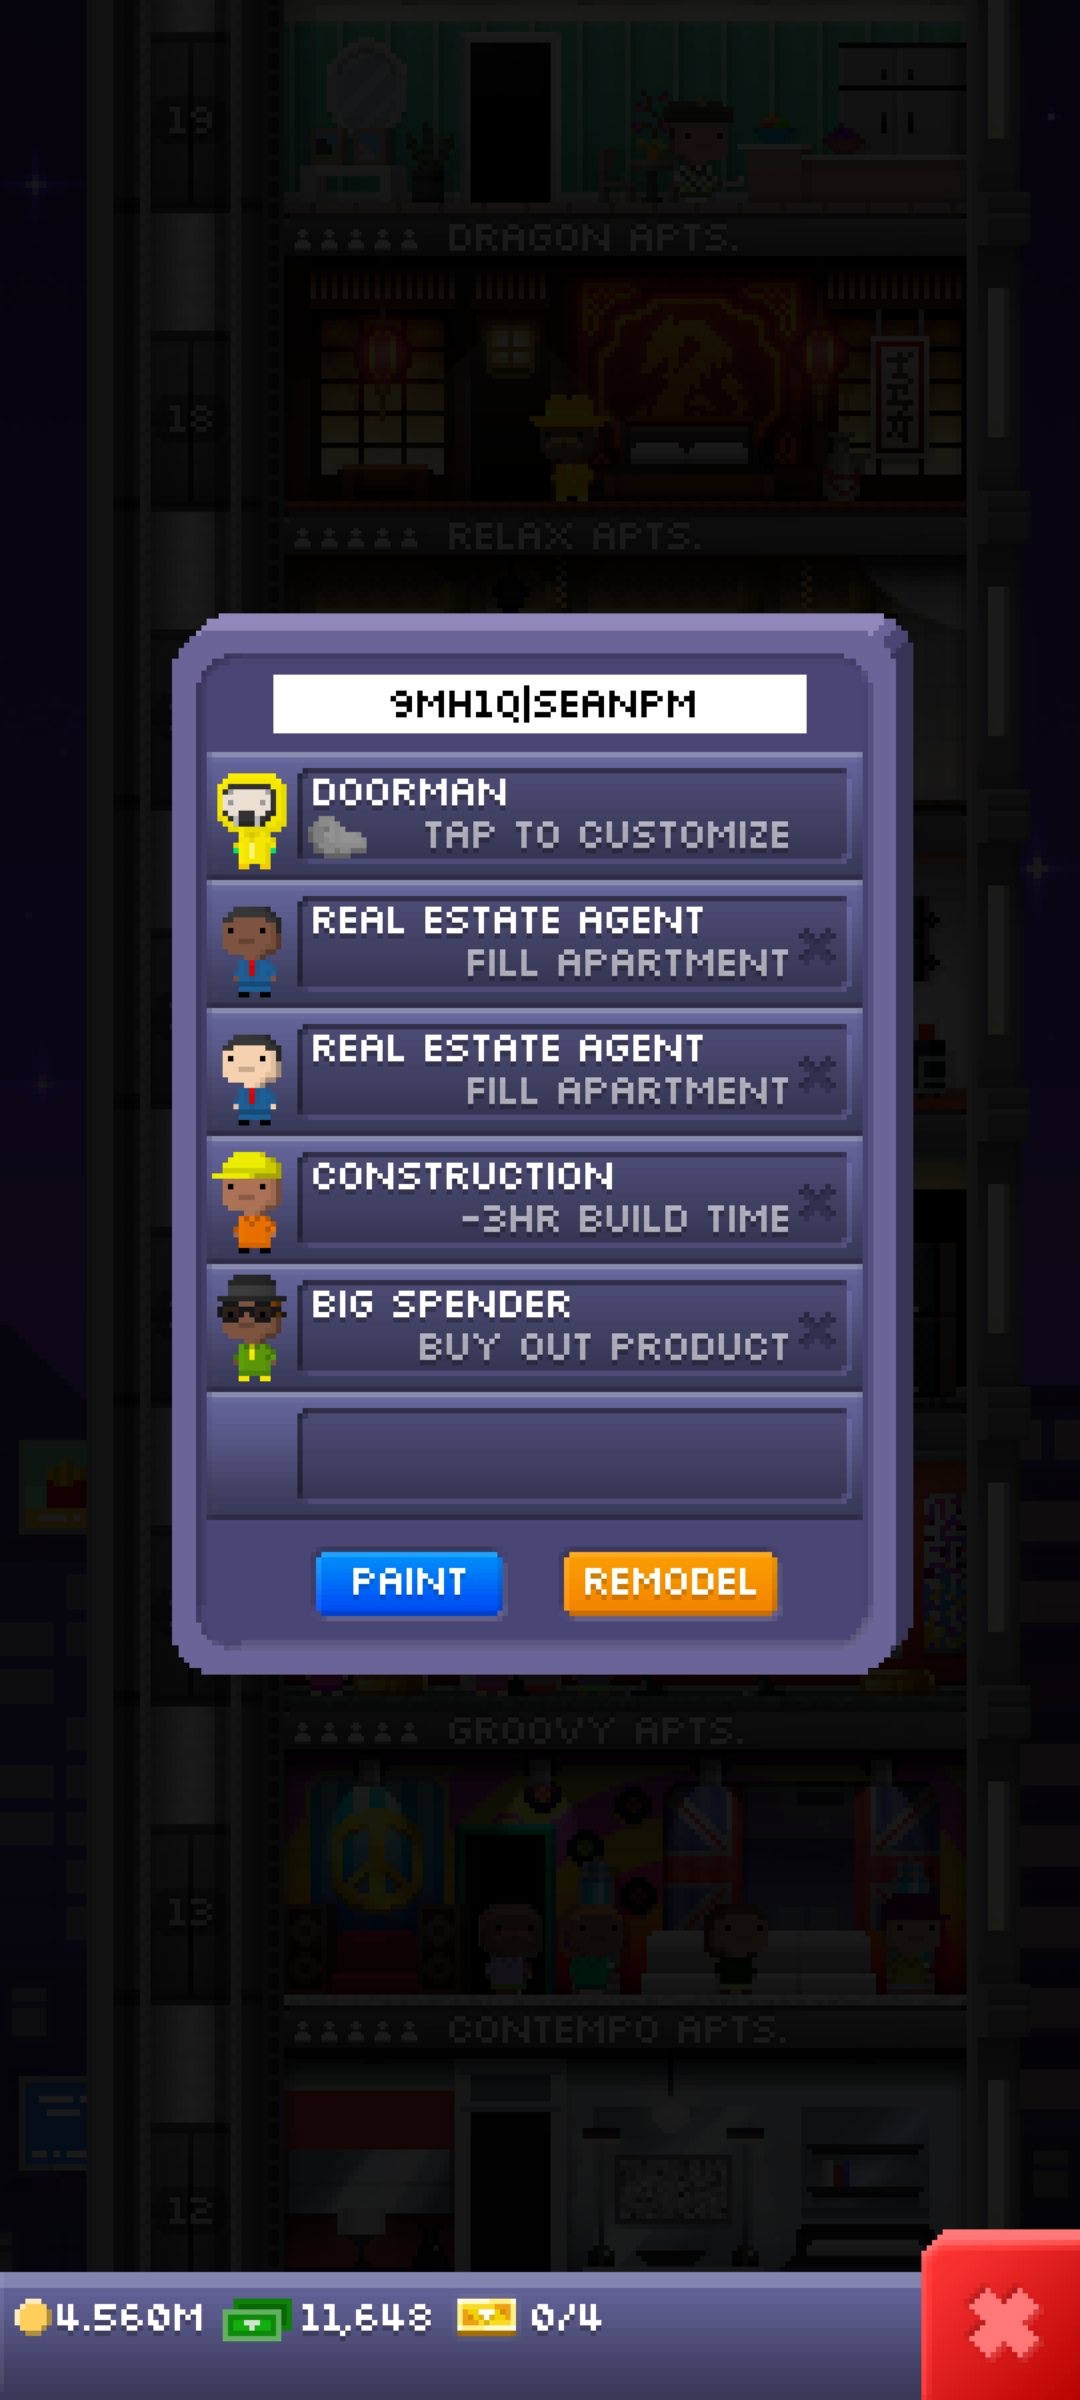 19
DRAGON APTS.
18
RELAX APTS.
9MH1Q|SEANPM
DOORMAN
TAP TO CUSTOMIZE
REAL ESTATE AGENT
FILL APARTMENT
REAL ESTATE AGENT
FILL APARTMENT
CONSTRUCTION
-3HR BUILD TIME
BIG SPENDER
BUY OUT PRODUCT
PAINT
REMODEL
GROOVY APTS.
13
CONTEMPO APTS.
12
4.560M
11,648
0/4